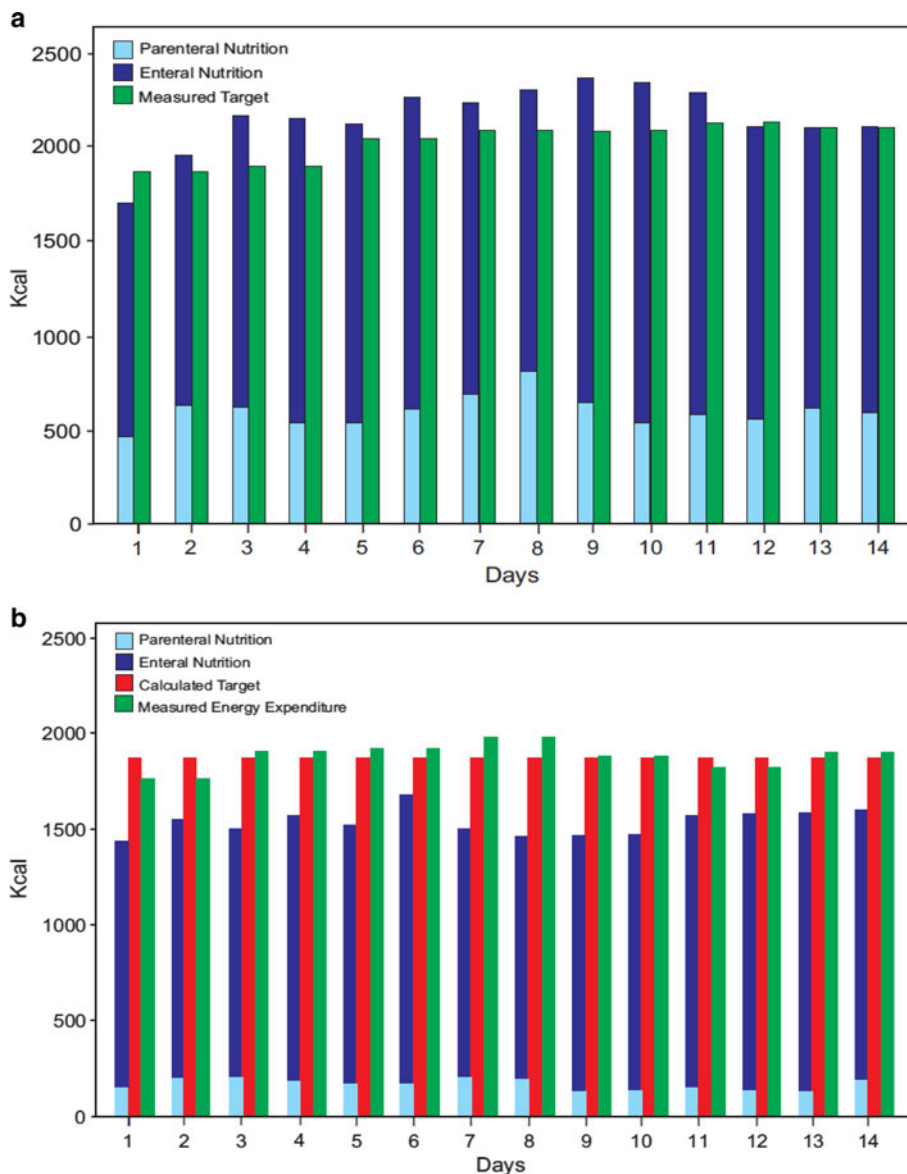 a
Parenteral Nutrition
Enteral Nutrition
Measured Target
2500
2000
1500
1000
500
0
Kcal
1 2 3 4 5 6 7 8 9 10 11 12 13 14
Days
b
Parenteral Nutrition
Enteral Nutrition
Calculated Target
Measured Energy Expenditure
2500
2000
1500
1000
500
0
Kcal
1 2 3 4 5 6 7 8 9 10 11 12 13 14
Days